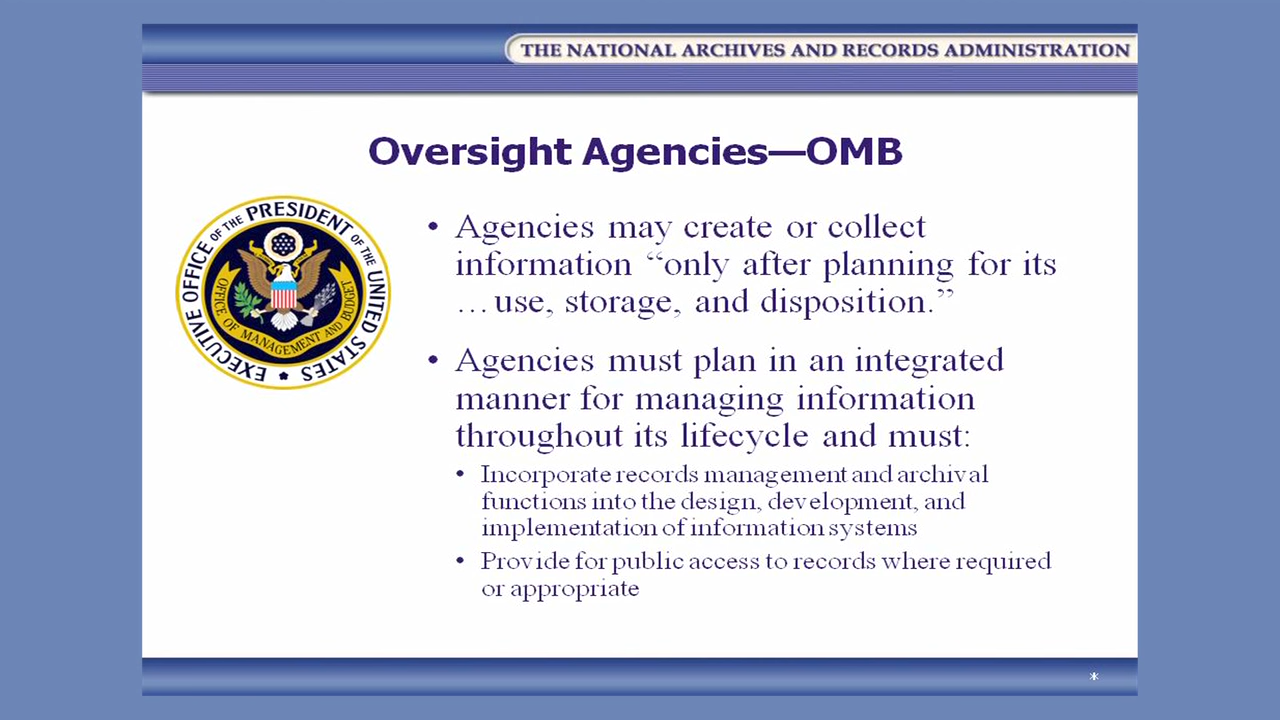 THE NATIONAL ARCHIVES AND RECORDS ADMINISTRATION
Oversight Agencies—OMB
EXECUTIVE OFFICE OF THE PRESIDENT OF THE UNITED STATES
OFFICE OF MANAGEMENT AND BUDGET
• Agencies may create or collect
information “only after planning for its
…use, storage, and disposition.”
• Agencies must plan in an integrated
manner for managing information
throughout its lifecycle and must:
• Incorporate records management and archival
functions into the design, development, and
implementation of information systems
• Provide for public access to records where required
or appropriate
*